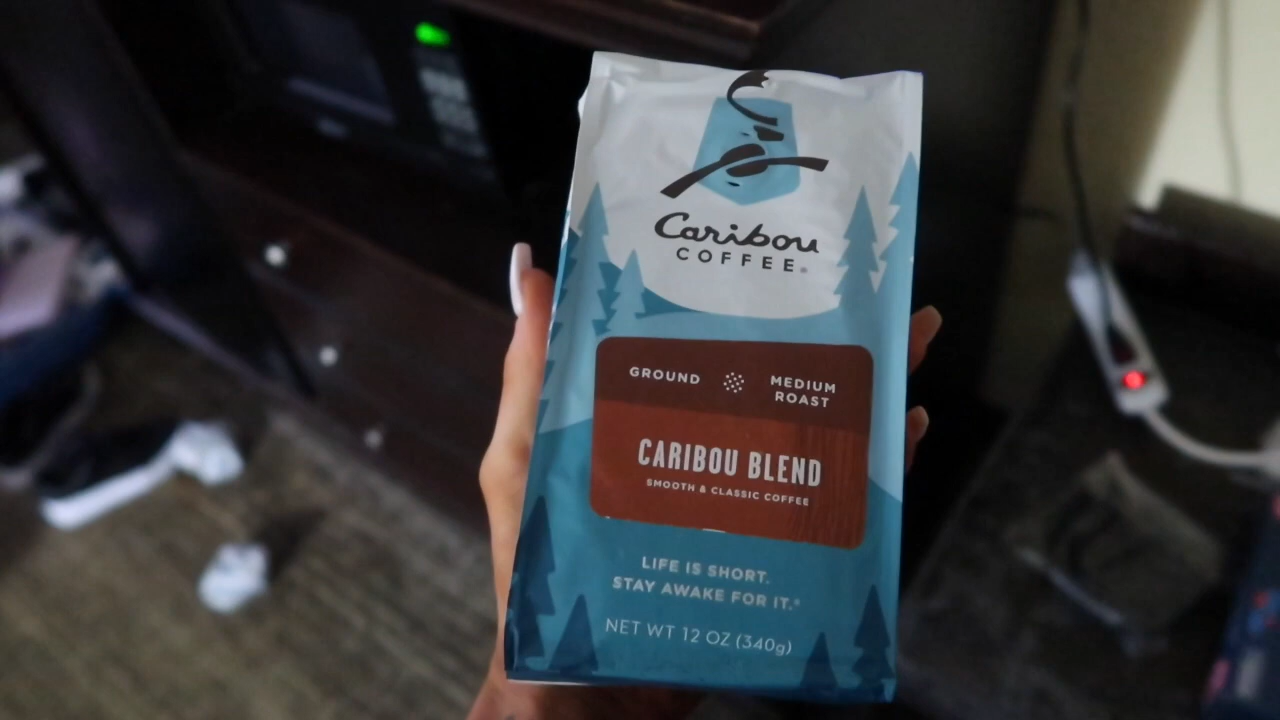 Caribou
COFFEE®
GROUND
MEDIUM
ROAST
CARIBOU BLEND
SMOOTH & CLASSIC COFFEE
LIFE IS SHORT.
STAY AWAKE FOR IT.®
NET WT 12 OZ (340g)